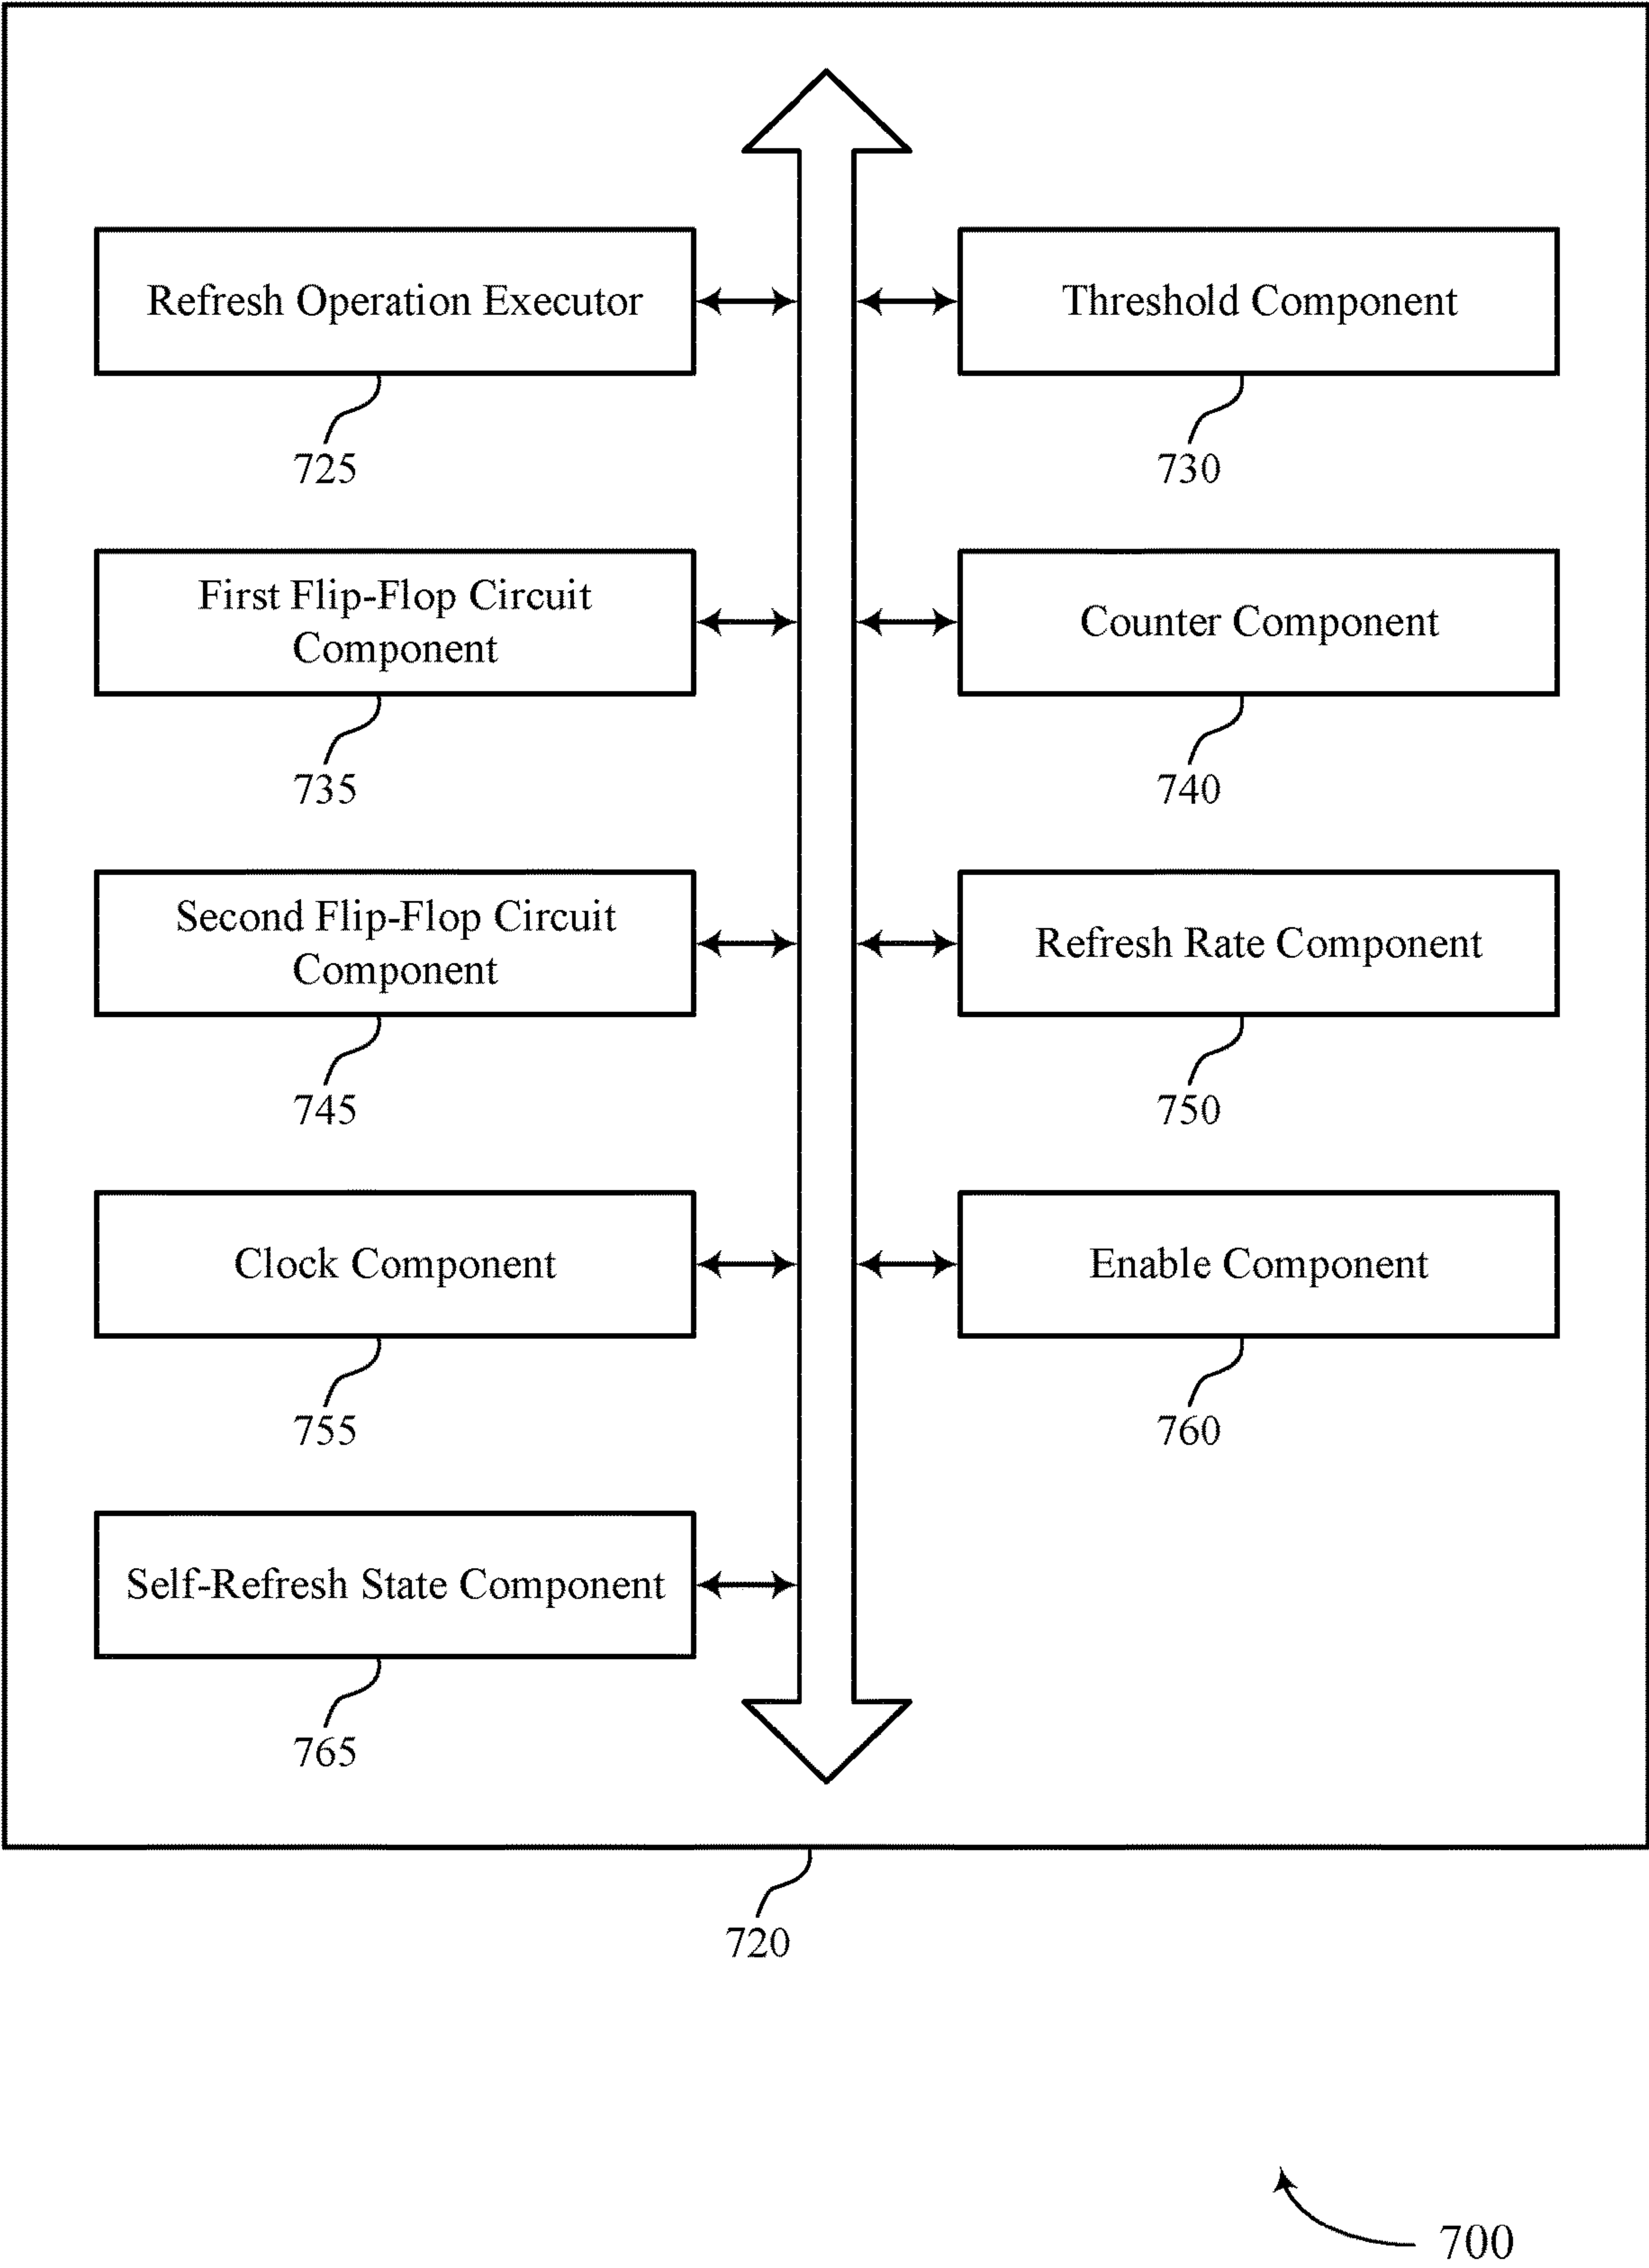 Refresh Operation Executor
725
Threshold Component
730
First Flip-Flop Circuit
Component
735
Counter Component
740
Second Flip-Flop Circuit
Component
745
Refresh Rate Component
750
Clock Component
755
Enable Component
760
Self-Refresh State Component
765
720
700